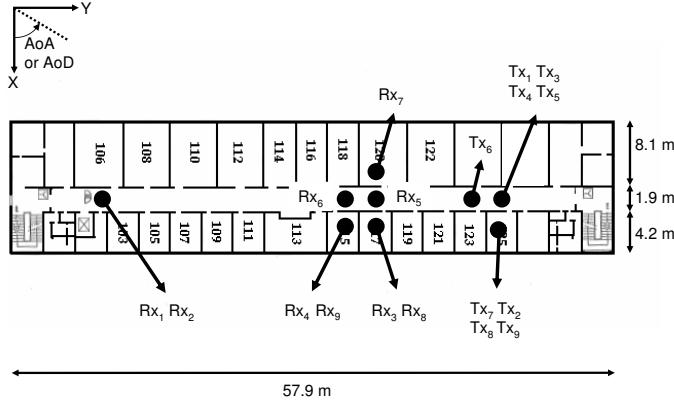 Y
AoA
or AoD
X
Tx1 Tx3
Tx4 Tx5
Rx7
Tx6
8.1 m
106
108
110
112
114
116
118
122
Rx6
Rx5
1.9 m
105
107
109
111
113
119
121
123
4.2 m
Rx1 Rx2
Rx4 Rx9
Rx3 Rx8
Tx7 Tx2
Tx8 Tx9
57.9 m